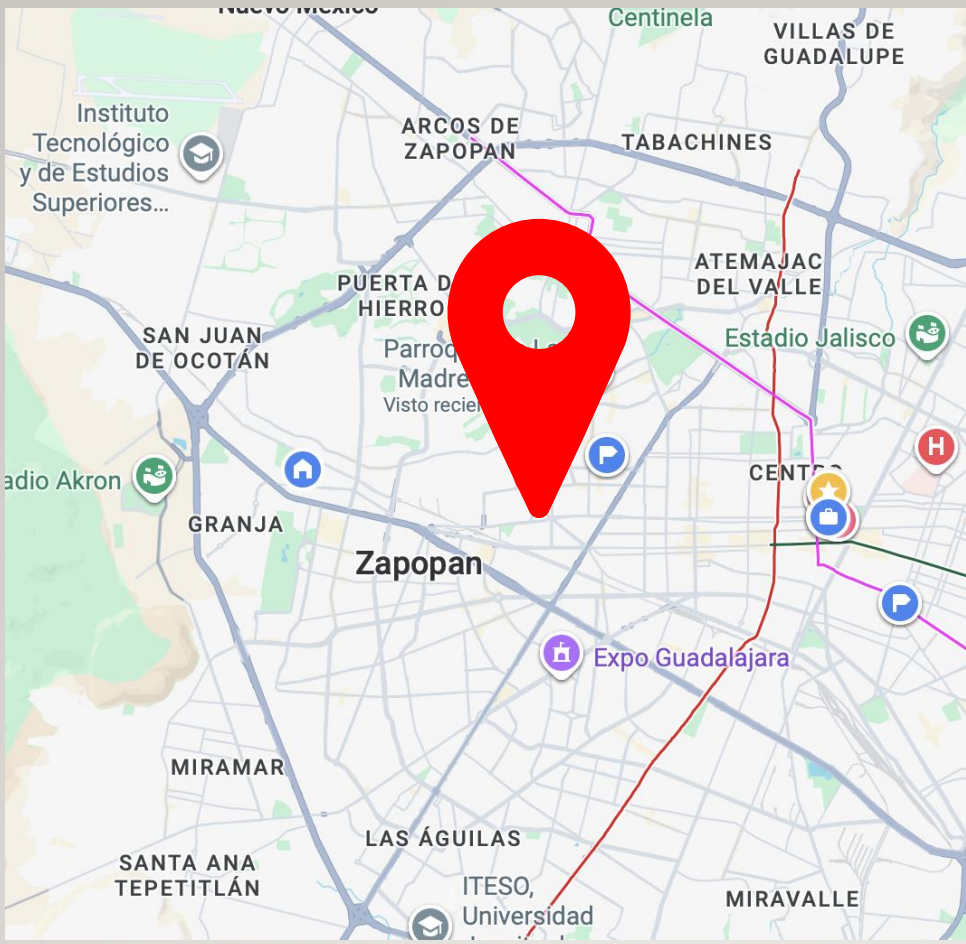 Nuevo México
Centinela
VILLAS DE
GUADALUPE
Instituto
Tecnológico
y de Estudios
Superiores...
ARCOS DE
ZAPOPAN
TABACHINES
ATEMAJAC
DEL VALLE
PUERTA D
HIERRO
SAN JUAN
DE OCOTÁN
Estadio Jalisco
Parroq
Madre
Visto recie
H
CENTRO
adio Akron
GRANJA
Zapopan
Expo Guadalajara
MIRAMAR
LAS ÁGUILAS
SANTA ANA
TEPETITLÁN
ITESO,
Universidad
MIRAVALLE